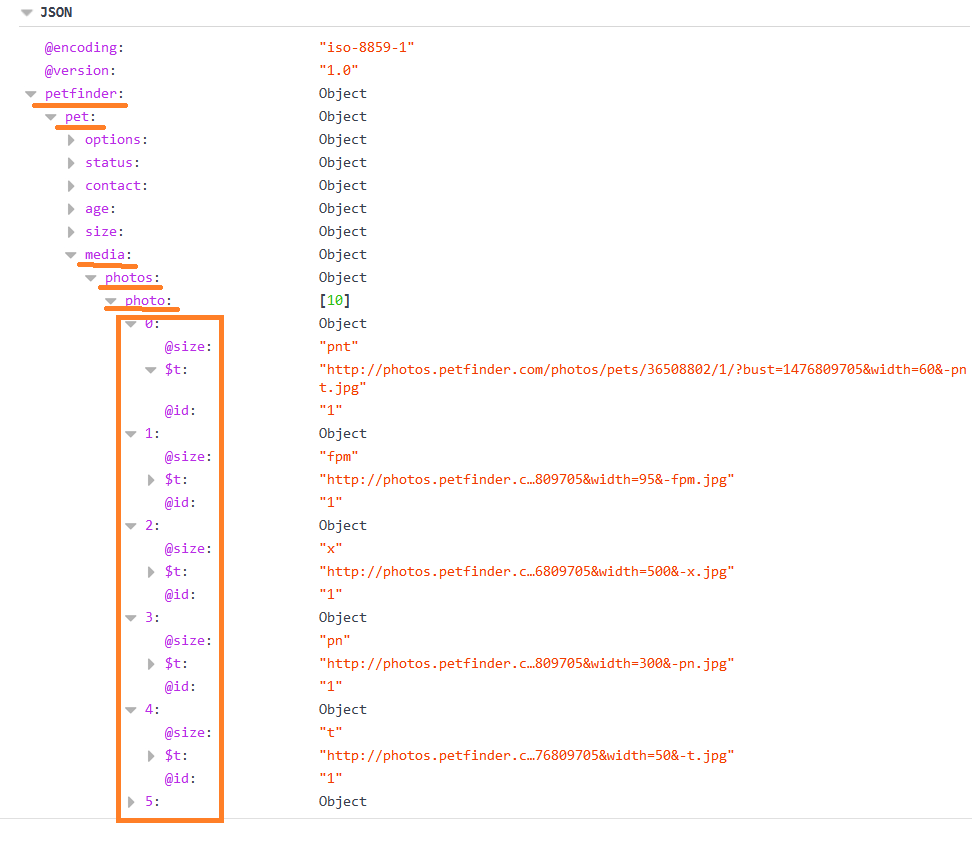 JSON
@encoding: "iso-8859-1"
@version: "1.0"
petfinder: Object
pet: Object
options: Object
status: Object
contact: Object
age: Object
size: Object
media: Object
photos: Object
photo: [10]
0: Object
@size: "pnt"
$t: "http://photos.petfinder.com/photos/pets/36508802/1/?bust=1476809705&width=60&-pn
t.jpg"
@id: "1"
1: Object
@size: "fpm"
$t: "http://photos.petfinder.c…809705&width=95&-fpm.jpg"
@id: "1"
2: Object
@size: "x"
$t: "http://photos.petfinder.c…6809705&width=500&-x.jpg"
@id: "1"
3: Object
@size: "pn"
$t: "http://photos.petfinder.c…809705&width=300&-pn.jpg"
@id: "1"
4: Object
@size: "t"
$t: "http://photos.petfinder.c…76809705&width=50&-t.jpg"
@id: "1"
5: Object